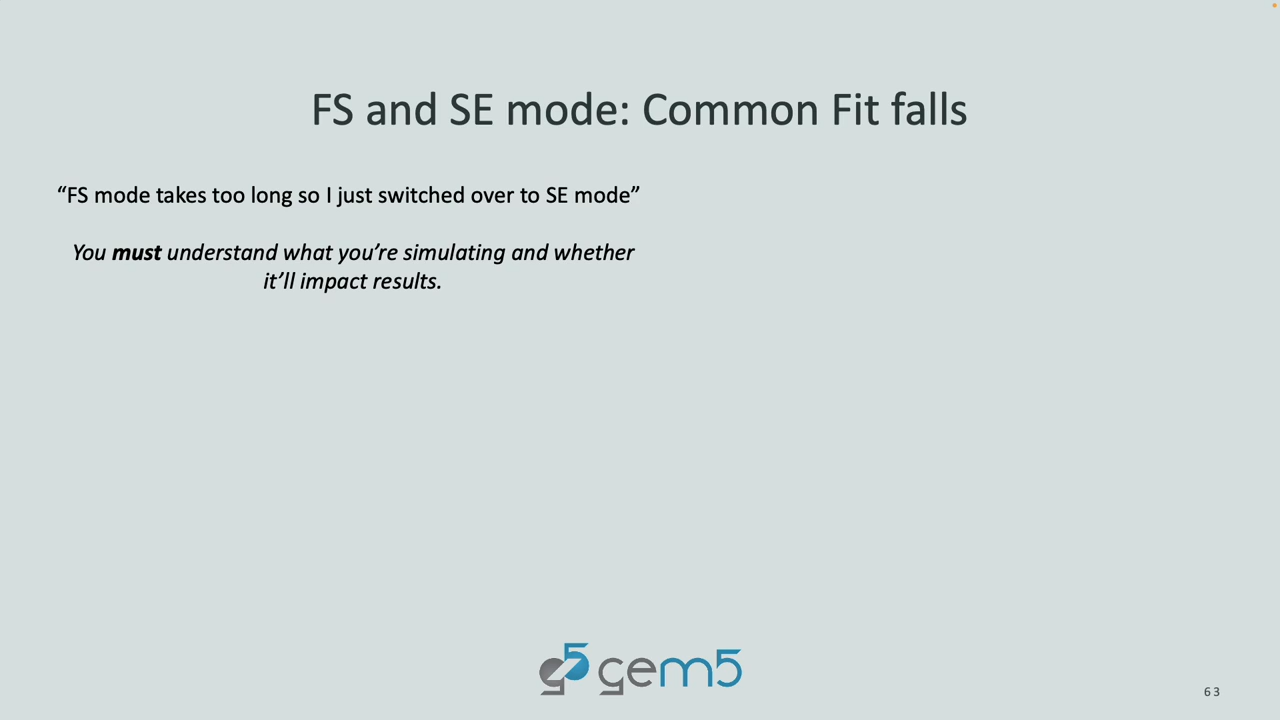 FS and SE mode: Common Fit falls
“FS mode takes too long so I just switched over to SE mode”
You must understand what you’re simulating and whether
it’ll impact results.
g5 gem5
63